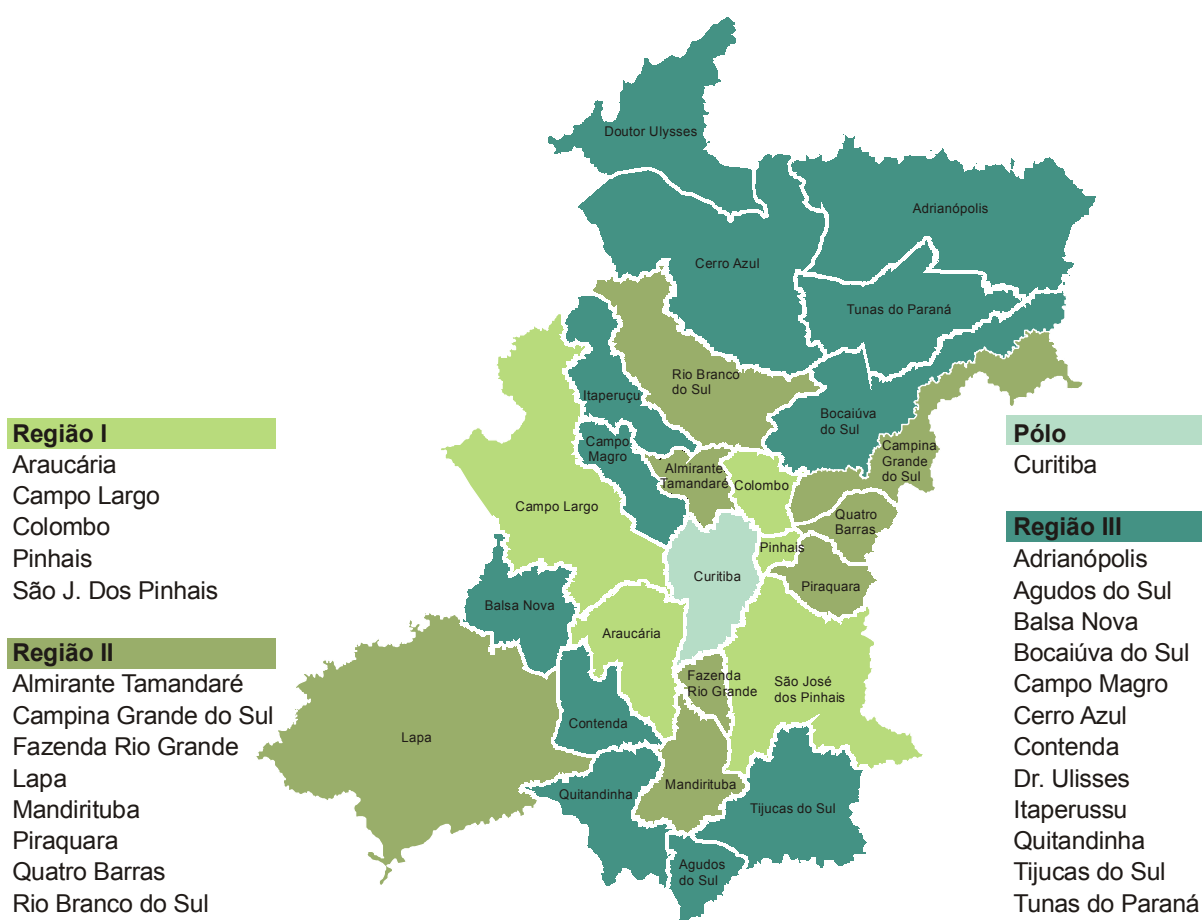 Doutor Ulysses
Adrianópolis
Cerro Azul
Tunas do Paraná
Rio Branco
do Sul
Itaperuçu
Bocaiúva
do Sul
Campo
Magro
Almirante
Tamandaré
Colombo
Campina
Grande
do Sul
Campo Largo
Quatro
Barras
Pinhais
Curitiba
Piraquara
Balsa Nova
Araucária
Fazenda
Rio Grande
São José
dos Pinhais
Contenda
Lapa
Quitandinha
Mandirituba
Tijucas do Sul
Agudos
do Sul
Região I
Araucária
Campo Largo
Colombo
Pinhais
São J. Dos Pinhais
Região II
Almirante Tamandaré
Campina Grande do Sul
Fazenda Rio Grande
Lapa
Mandirituba
Piraquara
Quatro Barras
Rio Branco do Sul
Pólo
Curitiba
Região III
Adrianópolis
Agudos do Sul
Balsa Nova
Bocaiúva do Sul
Campo Magro
Cerro Azul
Contenda
Dr. Ulisses
Itaperussu
Quitandinha
Tijucas do Sul
Tunas do Paraná